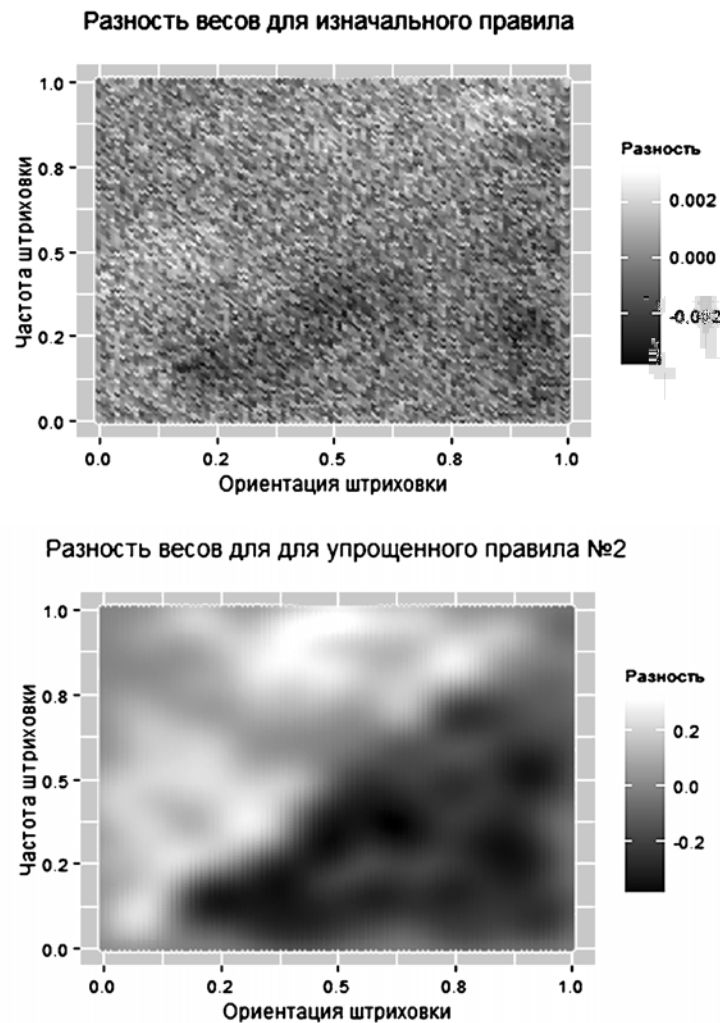 Разность весов для изначального правила
Разность
1.0
0.8
0.5
0.2
0.0
Частота штриховки
0.002
0.000
0.0 0.2 0.5 0.8 1.0
Ориентация штриховки
Разность весов для для упрощенного правила №2
Разность
1.0
0.8
0.5
0.2
0.0
Частота штриховки
0.2
0.0
-0.2
0.0 0.2 0.5 0.8 1.0
Ориентация штриховки